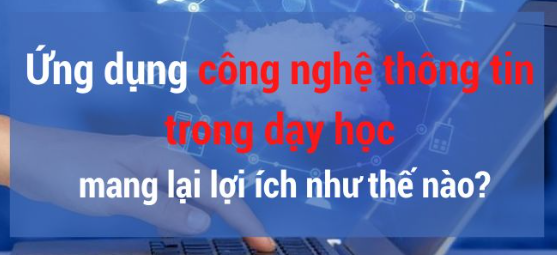 Ứng dụng công nghệ thông tin
trong dạy học
mang lại lợi ích như thế nào?